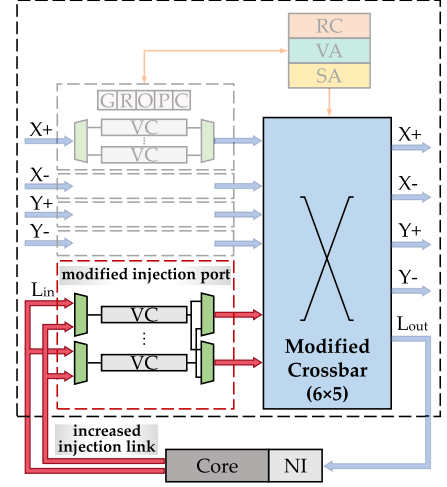 RC
VA
SA
G R O P C
X+
VC
VC
X+
X-
X-
Y+
Y+
Y-
Y-
modified injection port
Lin
VC
VC
Modified
Crossbar
(6×5)
Lout
increased
injection link
Core
NI